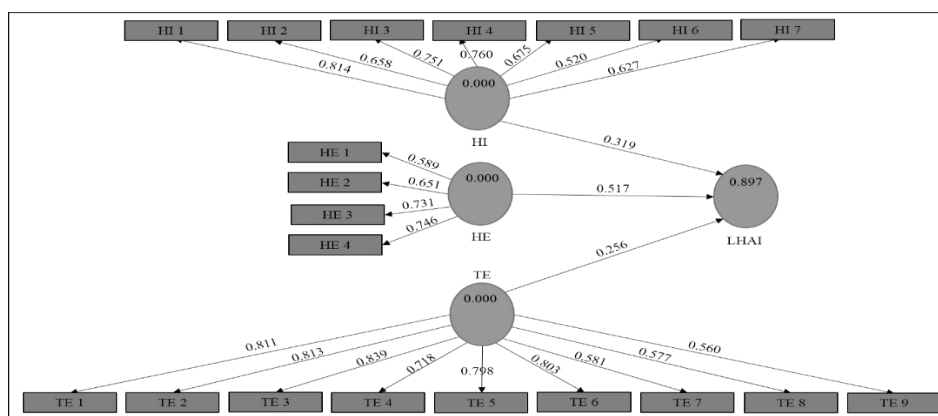 HI 1 HI 2 HI 3 HI 4 HI 5 HI 6 HI 7
0.814 0.658 0.751 0.760 0.675 0.520 0.627
0.000
HI
0.319
HE 1 0.589
HE 2 0.651
HE 3 0.731
HE 4 0.746
0.000
HE
0.517
0.897
LHAI
0.256
TE
0.000
0.811 0.813 0.839 0.718 0.798 0.803 0.581 0.577 0.560
TE 1 TE 2 TE 3 TE 4 TE 5 TE 6 TE 7 TE 8 TE 9